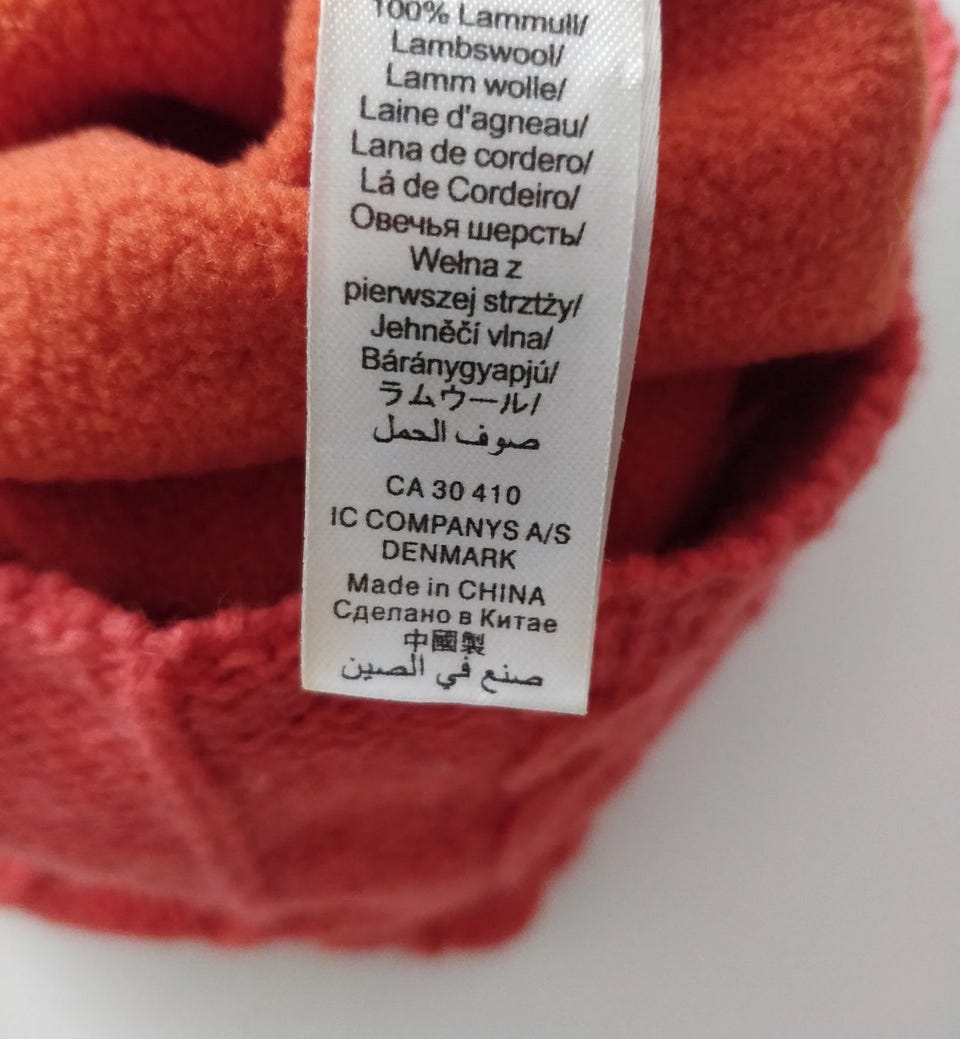 100% Lammull/
Lambswool/
Lamm wolle/
Laine d'agneau/
Lana de cordero/
Lá de Cordeiro/
Овечья шерсть/
Wełna z
pierwszej strztży/
Jehněčí vlna/
Báránygyapjú/
ラムウール/
صوف الحمل
CA 30 410
IC COMPANYS A/S
DENMARK
Made in CHINA
Сделано в Китае
中國製
صنع في الصين